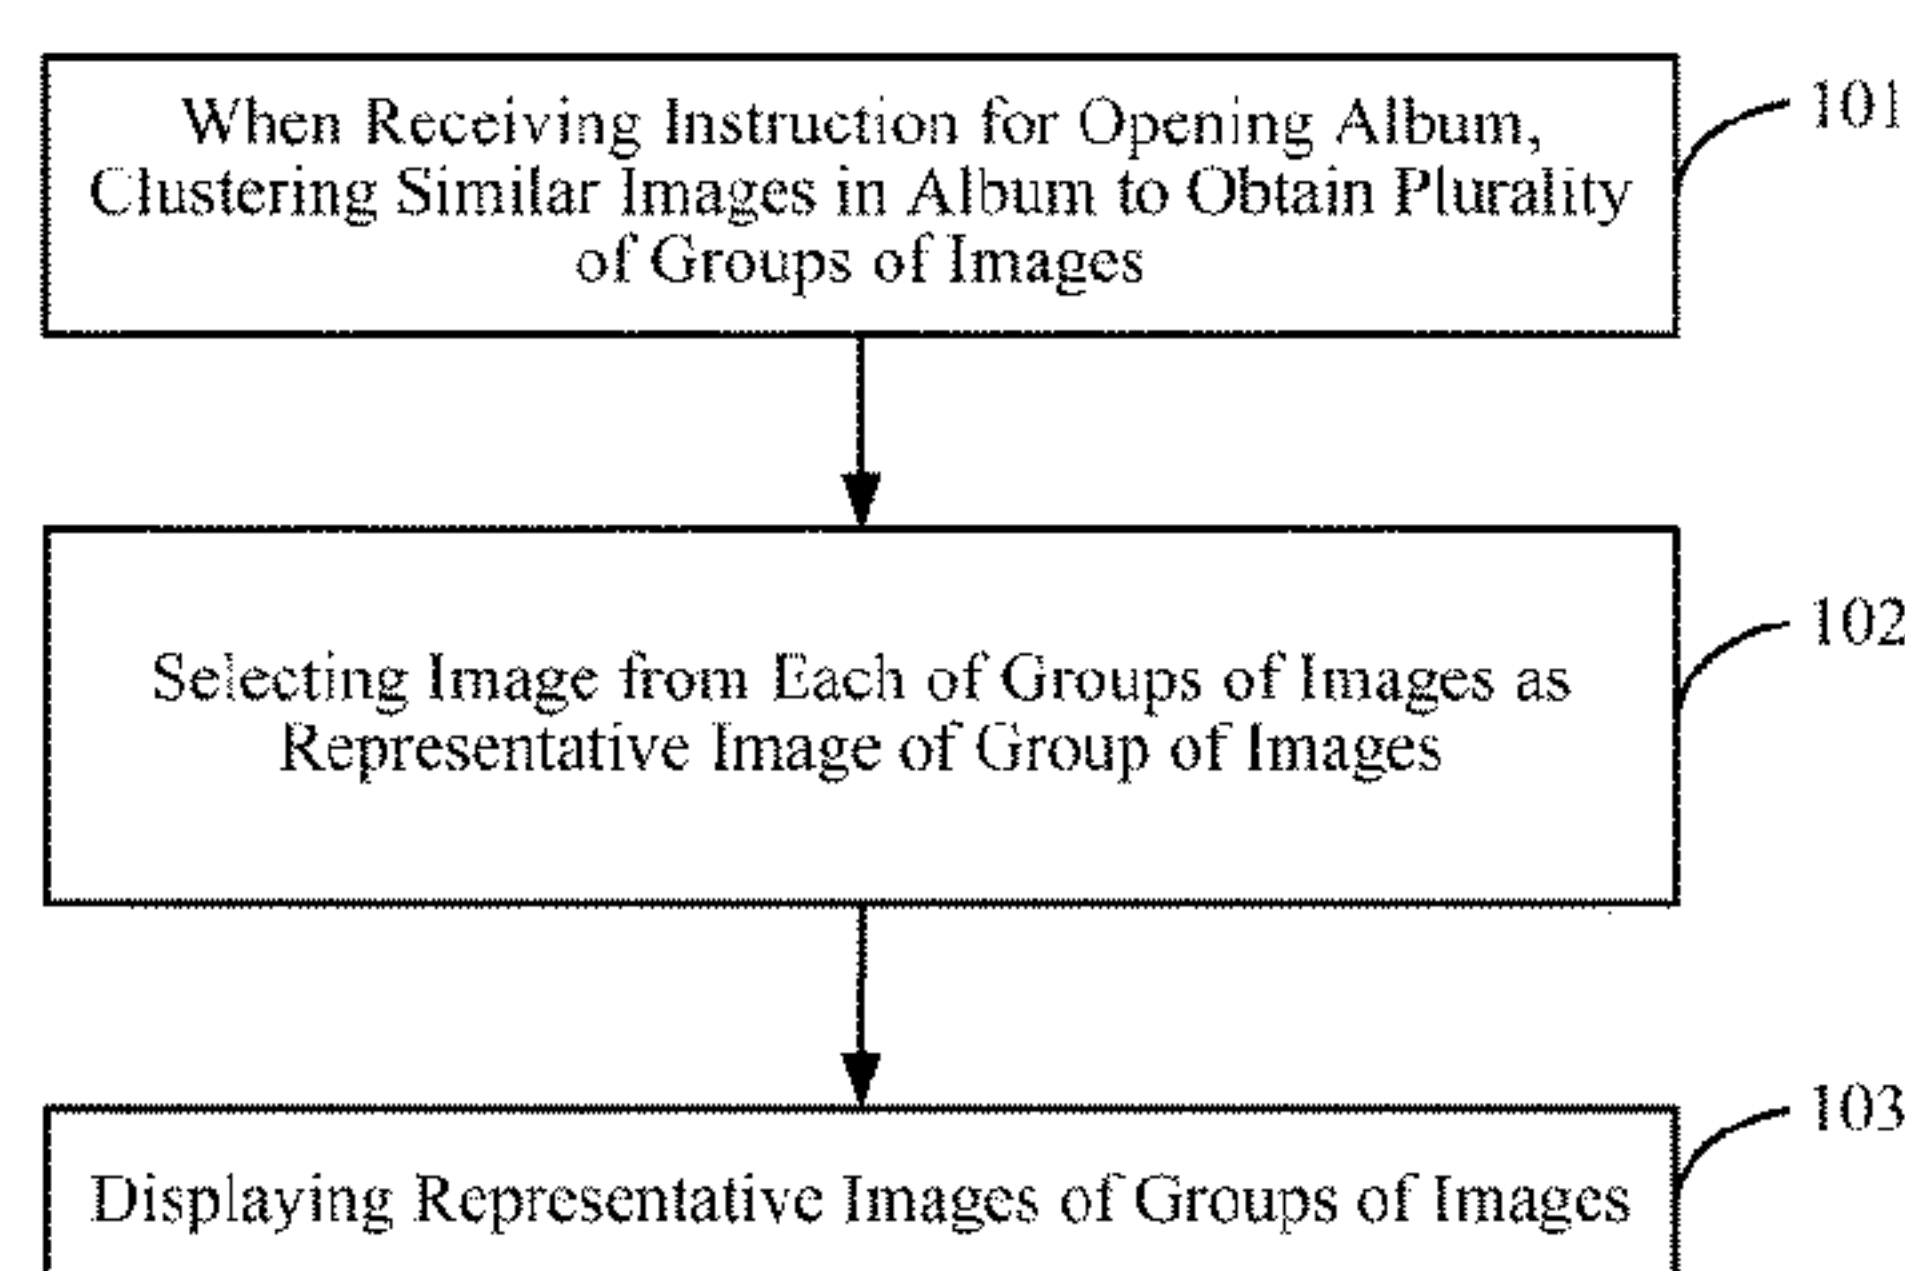 When Receiving Instruction for Opening Album,
Clustering Similar Images in Album to Obtain Plurality
of Groups of Images
101
Selecting Image from Each of Groups of Images as
Representative Image of Group of Images
102
Displaying Representative Images of Groups of Images
103